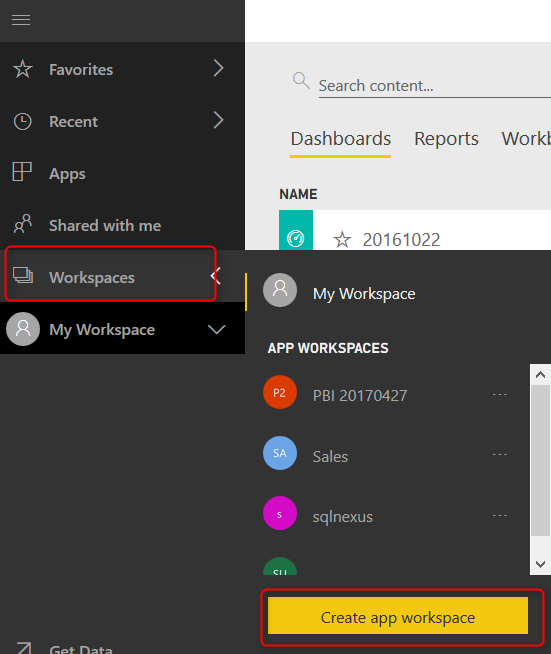 Favorites
Recent
Apps
Shared with me
Workspaces
My Workspace
Get Data
Search content...
Dashboards Reports Workb
NAME
20161022
My Workspace
APP WORKSPACES
P2 PBI 20170427 ...
SA Sales ...
s sqlnexus ...
SU
Create app workspace